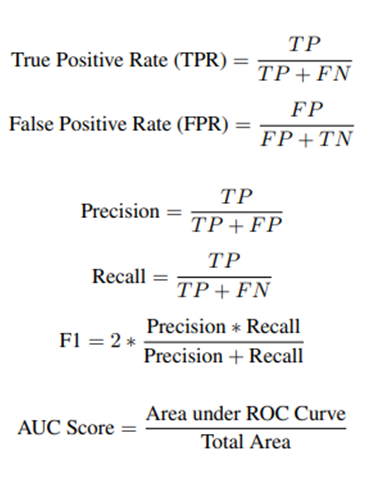 True Positive Rate (TPR) = TP / TP + FN
False Positive Rate (FPR) = FP / FP + TN
Precision = TP / TP + FP
Recall = TP / TP + FN
F1 = 2 * Precision * Recall / Precision + Recall
AUC Score = Area under ROC Curve / Total Area